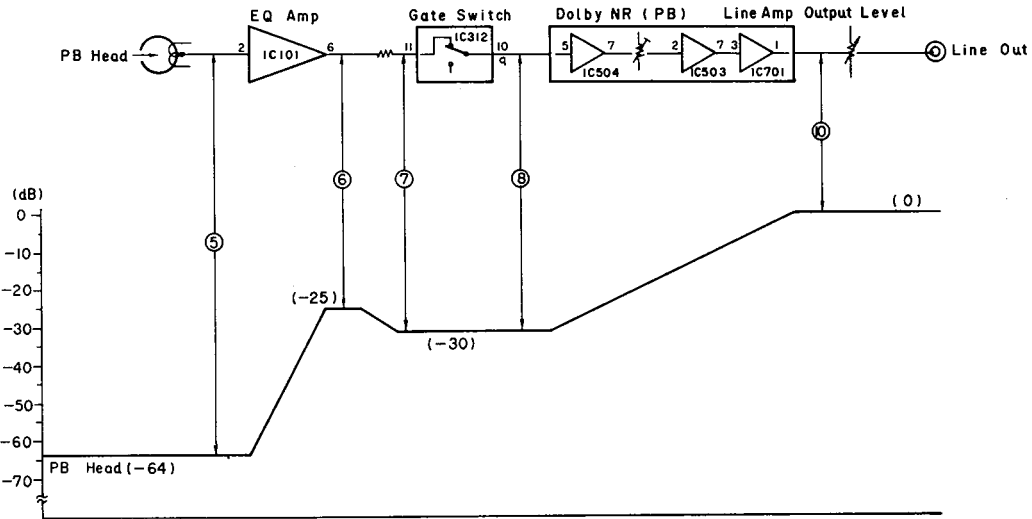 EQ Amp
Gate Switch
Dolby NR (PB)
Line Amp
Output Level
PB Head
2
IC101
6
11
IC312
10
9
5
7
IC504
2
7
IC503
3
1
IC701
Line Out
⑤
⑥
⑦
⑧
⑩
(dB)
0
-10
-20
-30
-40
-50
-60
-70
(-25)
(-30)
(0)
PB Head (-64)